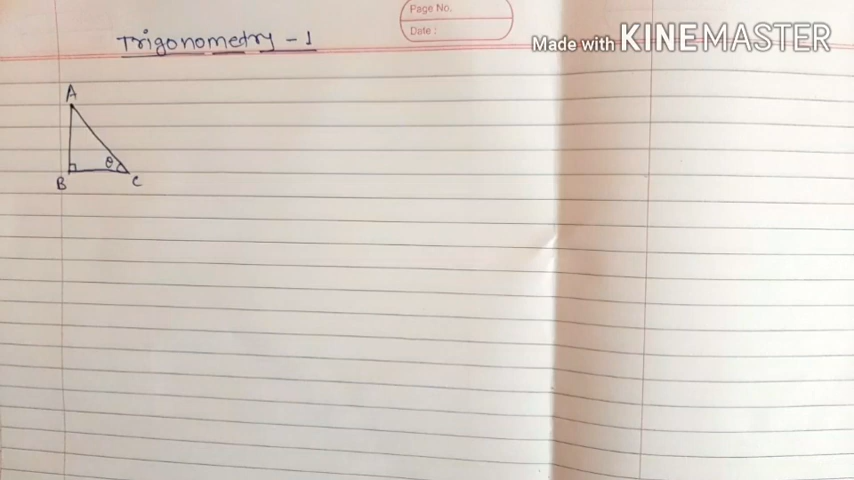 Page No.
Date :
Trigonometry - 1
Made with KINEMASTER
A
θ
B
C